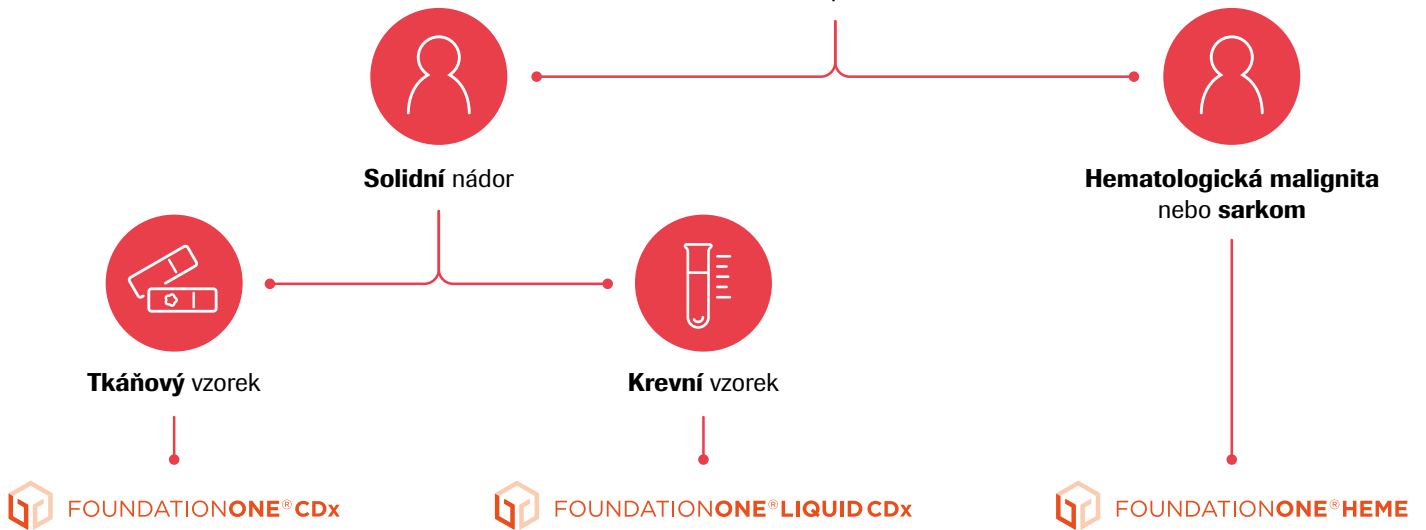 Solidní nádor
Hematologická malignita
nebo sarkom
Tkáňový vzorek
Krevní vzorek
FOUNDATIONONE®CDx
FOUNDATIONONE®LIQUID CDx
FOUNDATIONONE®HEME